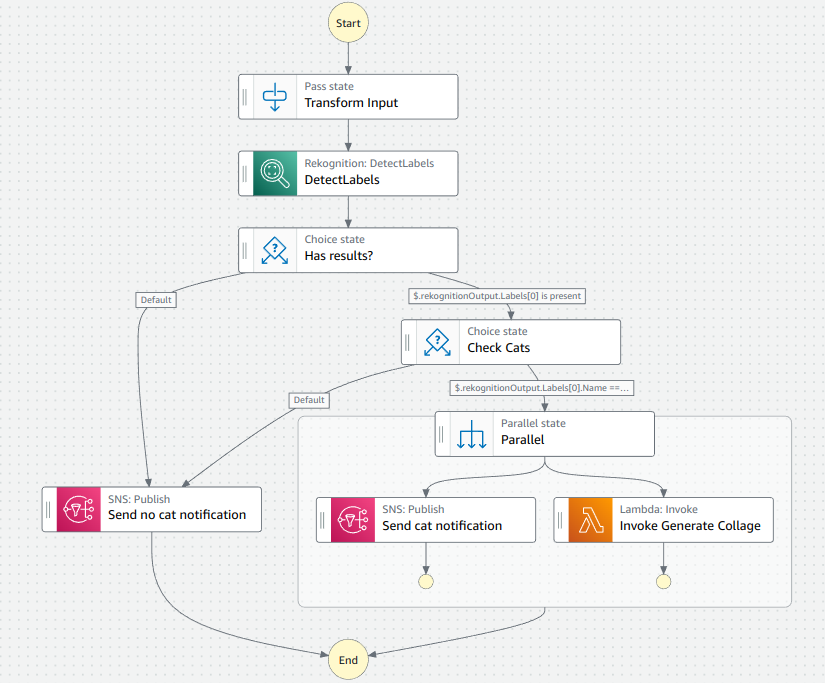 Start
Pass state
Transform Input
Rekognition: DetectLabels
DetectLabels
Choice state
Has results?
Default
$.rekognitionOutput.Labels[0] is present
Choice state
Check Cats
$.rekognitionOutput.Labels[0].Name ==...
Default
Parallel state
Parallel
SNS: Publish
Send no cat notification
SNS: Publish
Send cat notification
Lambda: Invoke
Invoke Generate Collage
End